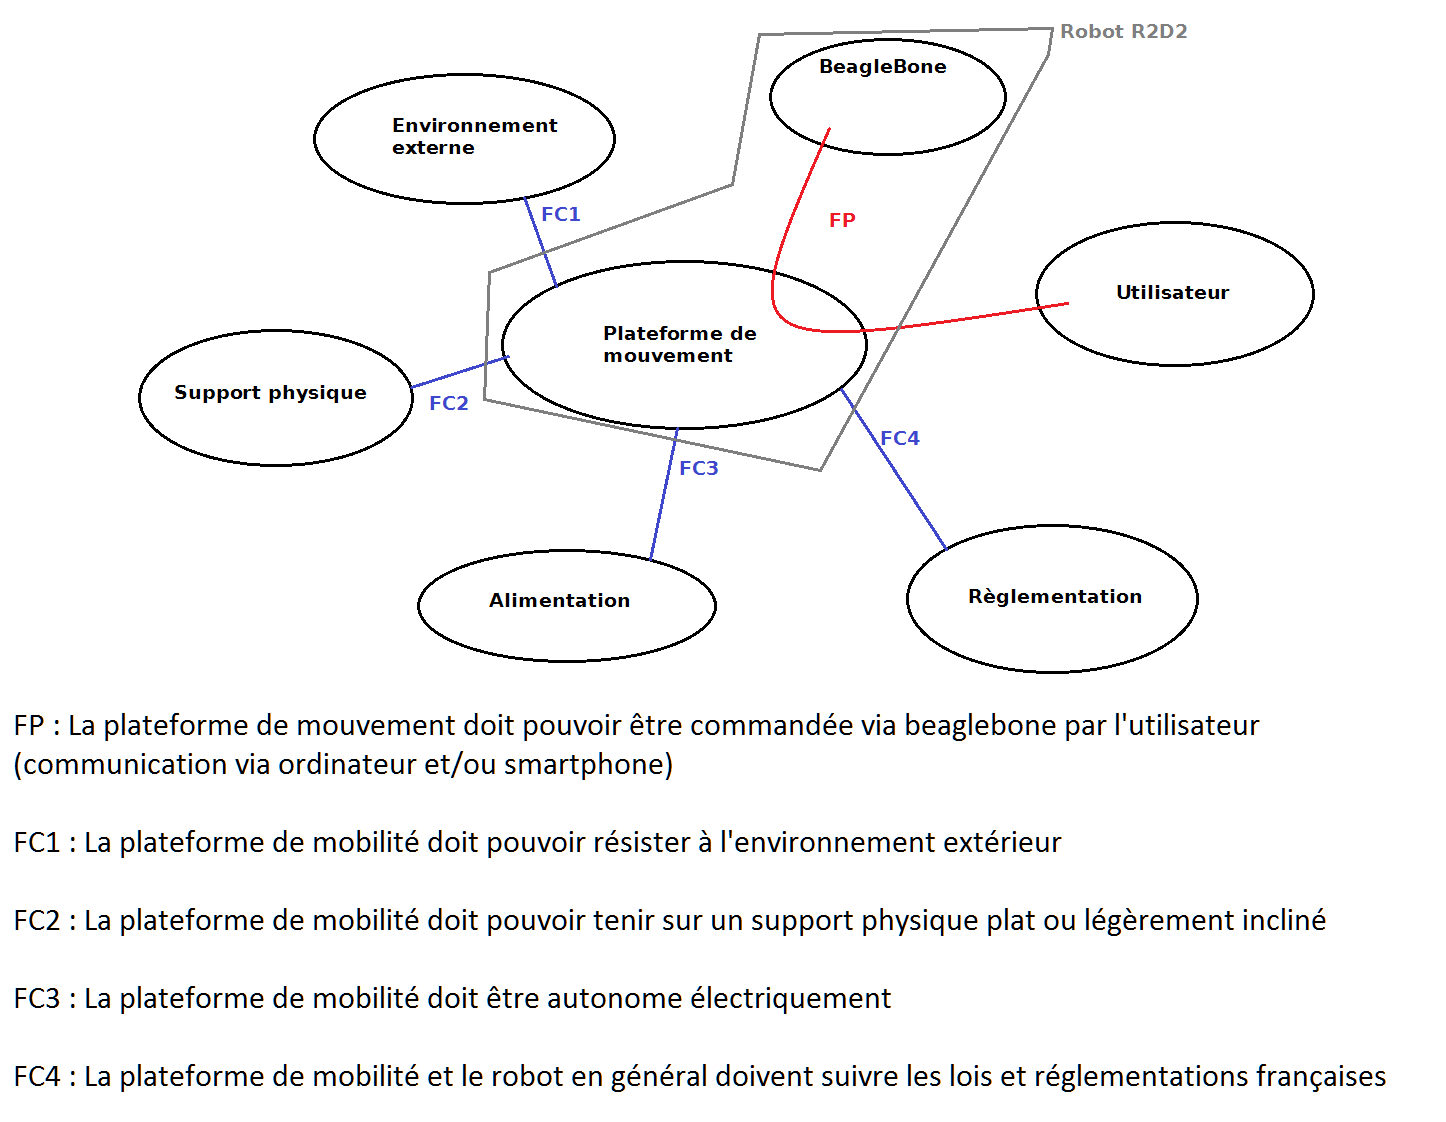 Robot R2D2
BeagleBone
Environnement
externe
FC1
FP
Utilisateur
Plateforme de
mouvement
Support physique
FC2
FC4
FC3
Alimentation
Règlementation
FP : La plateforme de mouvement doit pouvoir être commandée via beaglebone par l'utilisateur
(communication via ordinateur et/ou smartphone)
FC1 : La plateforme de mobilité doit pouvoir résister à l'environnement extérieur
FC2 : La plateforme de mobilité doit pouvoir tenir sur un support physique plat ou légèrement incliné
FC3 : La plateforme de mobilité doit être autonome électriquement
FC4 : La plateforme de mobilité et le robot en général doivent suivre les lois et réglementations françaises